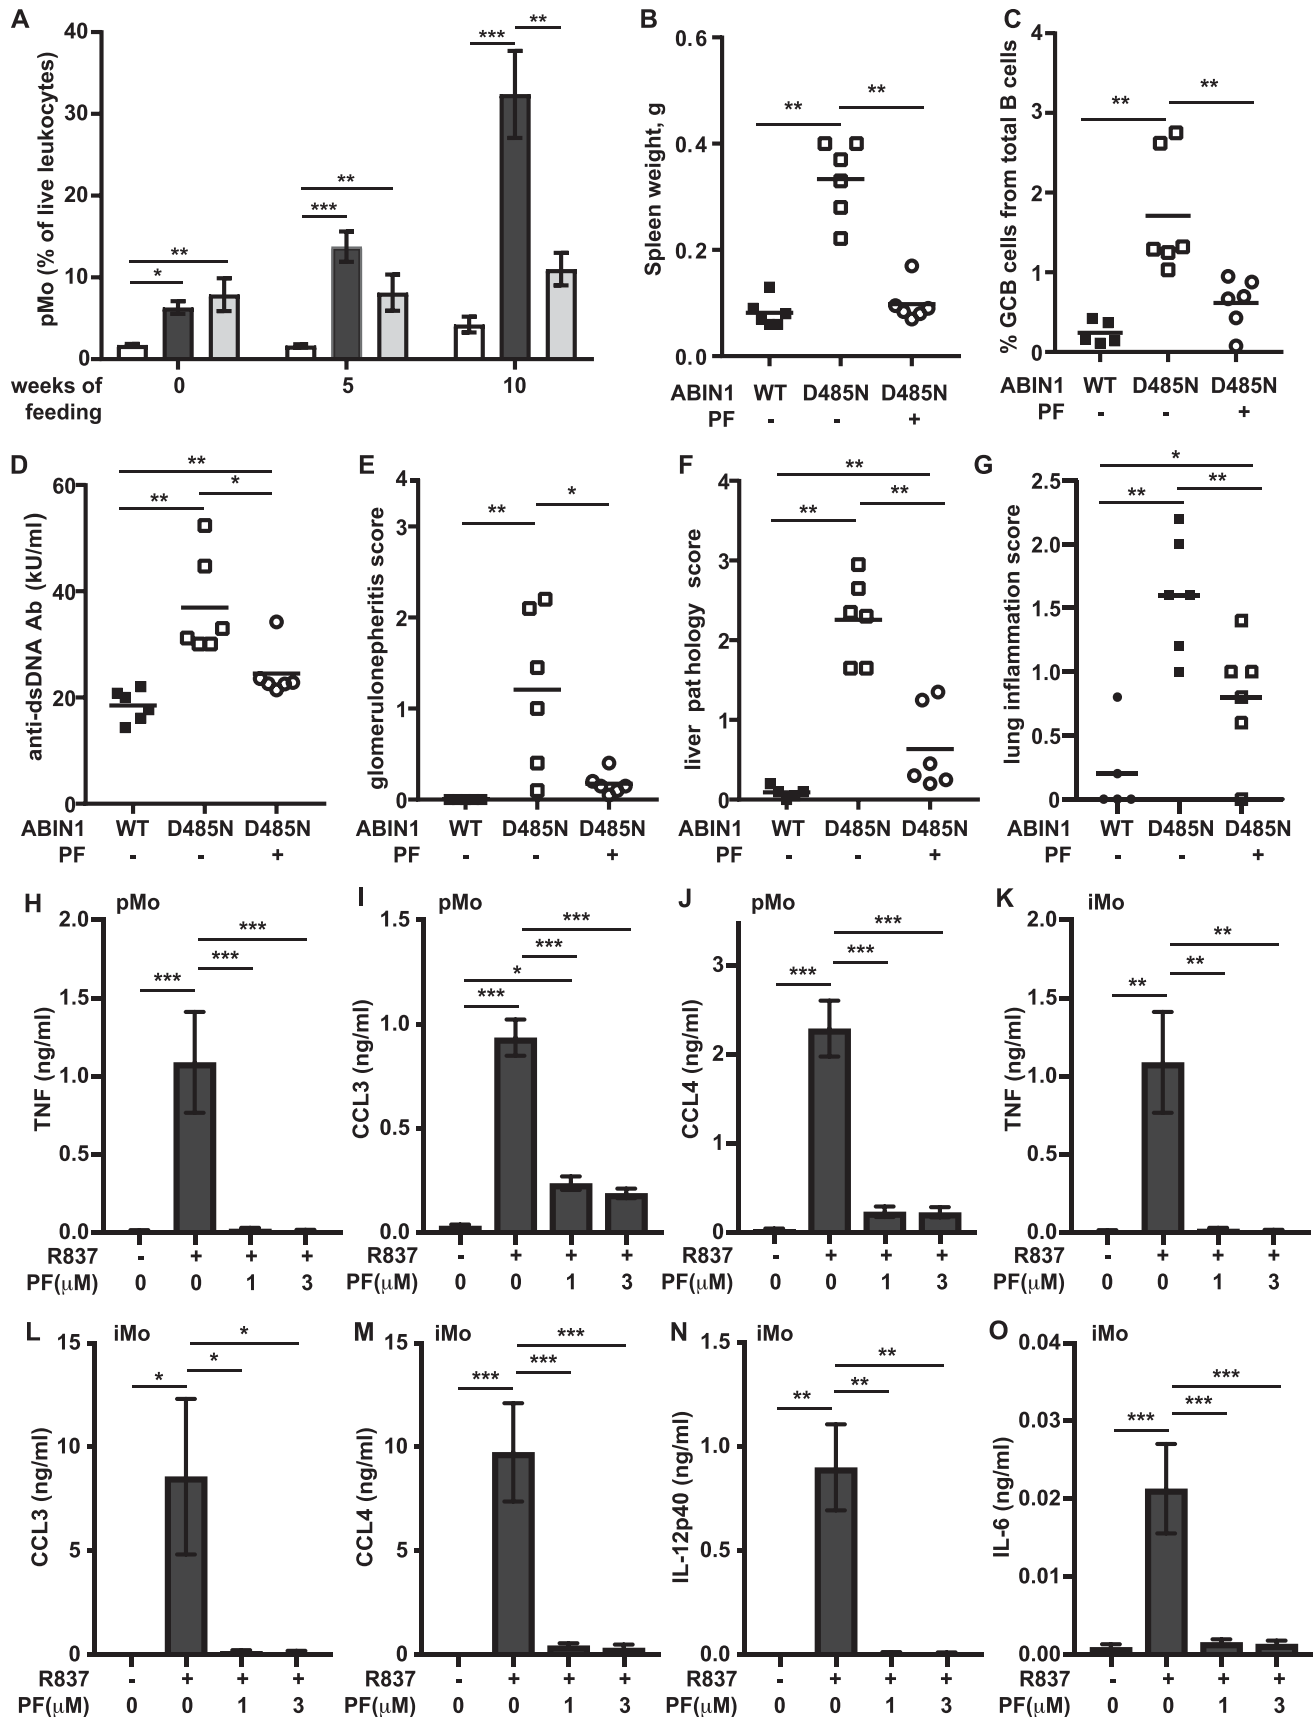 A
B
C
pMo (% of live leukocytes)
40
30
20
10
0
*
**
***
**
***
**
0
5
10
weeks of
feeding
Spleen weight, g
0.6
0.4
0.2
0.0
**
**
ABIN1 WT D485N D485N
PF - - +
% GCB cells from total B cells
4
3
2
1
0
**
**
ABIN1 WT D485N D485N
PF - - +
D
E
F
G
anti-dsDNA Ab (kU/ml)
60
40
20
0
**
**
*
ABIN1 WT D485N D485N
PF - - +
glomerulonepheritis score
4
3
2
1
0
**
*
ABIN1 WT D485N D485N
PF - - +
liver pathology score
4
3
2
1
0
**
**
**
ABIN1 WT D485N D485N
PF - - +
lung inflammation score
2.5
2.0
1.5
1.0
0.5
0
*
**
**
ABIN1 WT D485N D485N
PF - - +
H pMo
TNF (ng/ml)
2.0
1.5
1.0
0.5
0.0
***
***
***
R837 - + + +
PF(μM) 0 0 1 3
I pMo
CCL3 (ng/ml)
1.5
1.0
0.5
0.0
***
***
*
***
R837 - + + +
PF(μM) 0 0 1 3
J pMo
CCL4 (ng/ml)
3
2
1
0
***
***
***
R837 - + + +
PF(μM) 0 0 1 3
K iMo
TNF (ng/ml)
2.0
1.5
1.0
0.5
0.0
**
**
**
R837 - + + +
PF(μM) 0 0 1 3
L iMo
CCL3 (ng/ml)
15
10
5
0
*
*
*
R837 - + + +
PF(μM) 0 0 1 3
M iMo
CCL4 (ng/ml)
15
10
5
0
***
***
***
R837 - + + +
PF(μM) 0 0 1 3
N iMo
IL-12p40 (ng/ml)
1.5
1.0
0.5
0.0
**
**
**
R837 - + + +
PF(μM) 0 0 1 3
O iMo
IL-6 (ng/ml)
0.04
0.03
0.02
0.01
0.00
***
***
***
R837 - + + +
PF(μM) 0 0 1 3